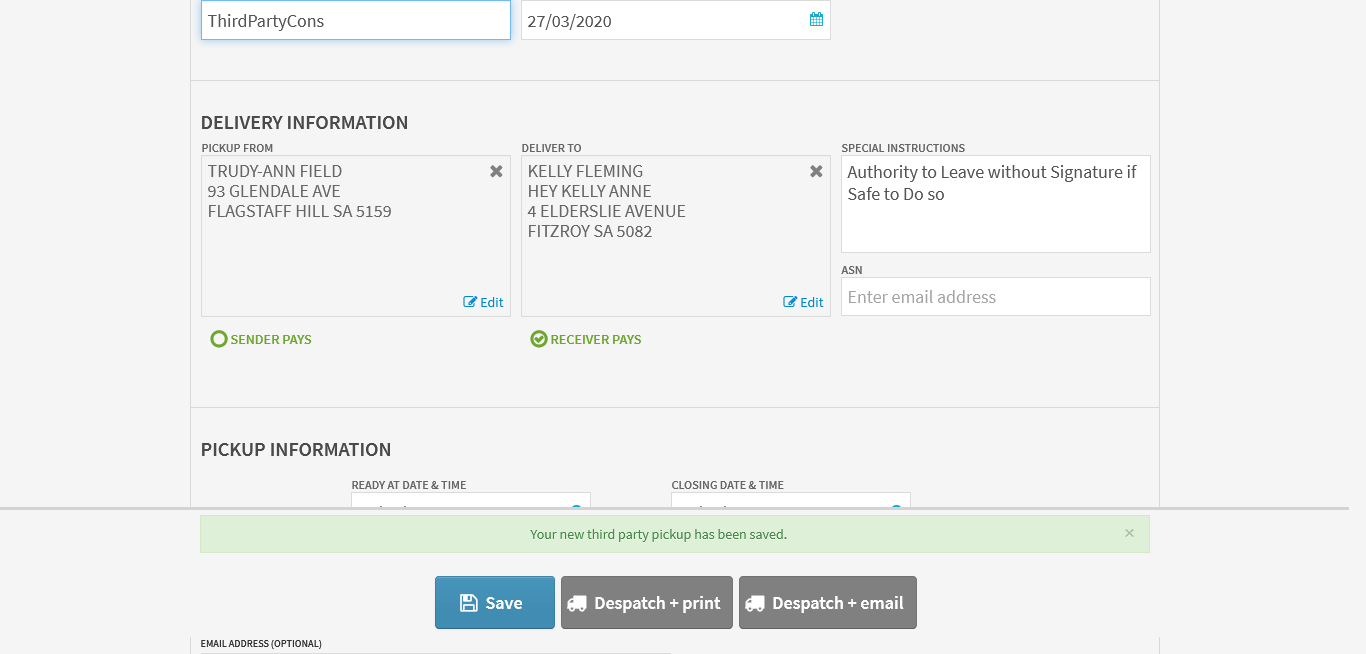 ThirdPartyCons
27/03/2020
DELIVERY INFORMATION
PICKUP FROM
TRUDY-ANN FIELD
93 GLENDALE AVE
FLAGSTAFF HILL SA 5159
Edit
SENDER PAYS
DELIVER TO
KELLY FLEMING
HEY KELLY ANNE
4 ELDERSLIE AVENUE
FITZROY SA 5082
Edit
RECEIVER PAYS
SPECIAL INSTRUCTIONS
Authority to Leave without Signature if
Safe to Do so
ASN
Enter email address
PICKUP INFORMATION
READY AT DATE & TIME
CLOSING DATE & TIME
Your new third party pickup has been saved.
Save
Despatch + print
Despatch + email
EMAIL ADDRESS (OPTIONAL)